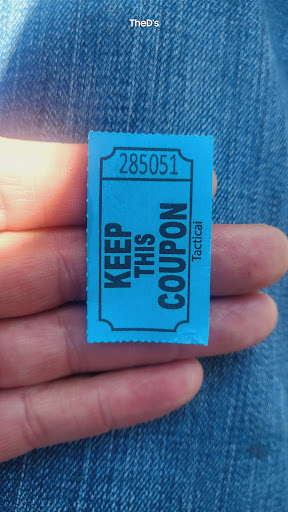 TheD's
285051
KEEP
THIS
COUPON
Tactical